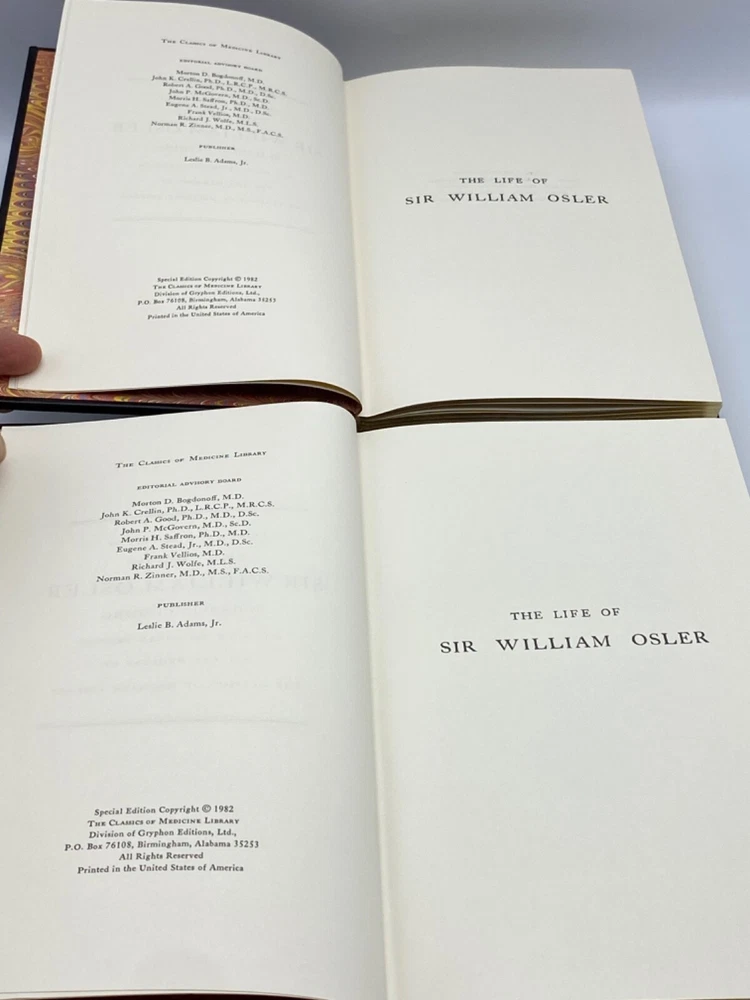 THE CLASSICS OF MEDICINE LIBRARY
EDITORIAL ADVISORY BOARD
Morton D. Bogdonoff, M.D.
John K. Crellin, Ph.D., L.R.C.P., M.R.C.S.
Robert A. Good, Ph.D., M.D., D.Sc.
John P. McGovern, M.D., Sc.D.
Morris H. Saffron, Ph.D., M.D.
Eugene A. Stead, Jr., M.D., D.Sc.
Frank Vellios, M.D.
Richard J. Wolfe, M.L.S.
Norman R. Zinner, M.D., M.S., F.A.C.S.
PUBLISHER
Leslie B. Adams, Jr.
Special Edition Copyright © 1982
THE CLASSICS OF MEDICINE LIBRARY
Division of Gryphon Editions, Ltd.,
P.O. Box 76108, Birmingham, Alabama 35253
All Rights Reserved
Printed in the United States of America
THE LIFE OF
SIR WILLIAM OSLER
THE CLASSICS OF MEDICINE LIBRARY
EDITORIAL ADVISORY BOARD
Morton D. Bogdonoff, M.D.
John K. Crellin, Ph.D., L.R.C.P., M.R.C.S.
Robert A. Good, Ph.D., M.D., D.Sc.
John P. McGovern, M.D., Sc.D.
Morris H. Saffron, Ph.D., M.D.
Eugene A. Stead, Jr., M.D., D.Sc.
Frank Vellios, M.D.
Richard J. Wolfe, M.L.S.
Norman R. Zinner, M.D., M.S., F.A.C.S.
PUBLISHER
Leslie B. Adams, Jr.
Special Edition Copyright © 1982
THE CLASSICS OF MEDICINE LIBRARY
Division of Gryphon Editions, Ltd.,
P.O. Box 76108, Birmingham, Alabama 35253
All Rights Reserved
Printed in the United States of America
THE LIFE OF
SIR WILLIAM OSLER